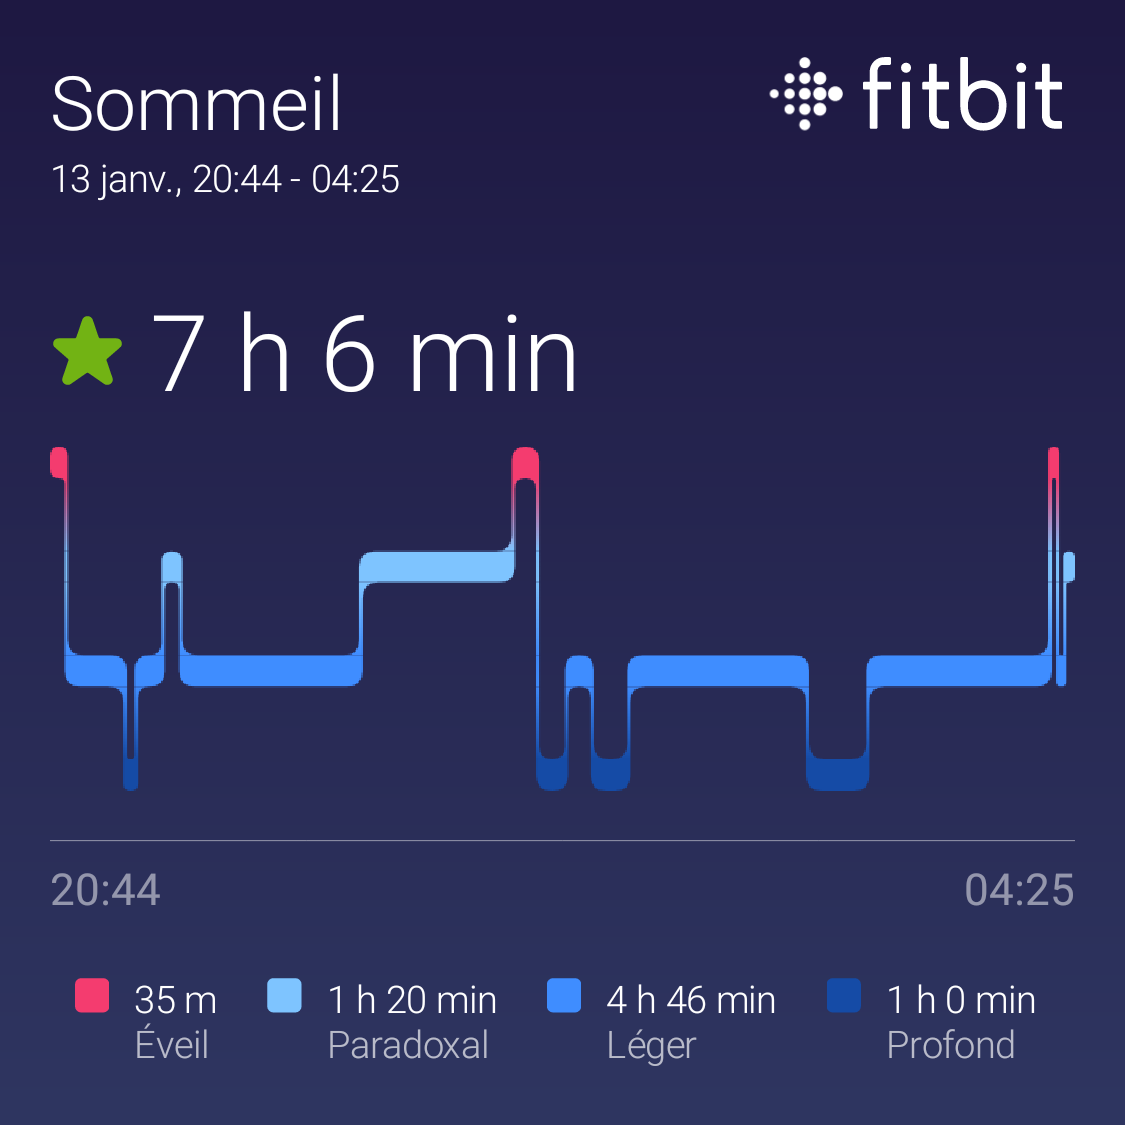 Sommeil
fitbit
13 janv., 20:44 - 04:25
7 h 6 min
20:44
04:25
35 m
1 h 20 min
4 h 46 min
1 h 0 min
Éveil
Paradoxal
Léger
Profond